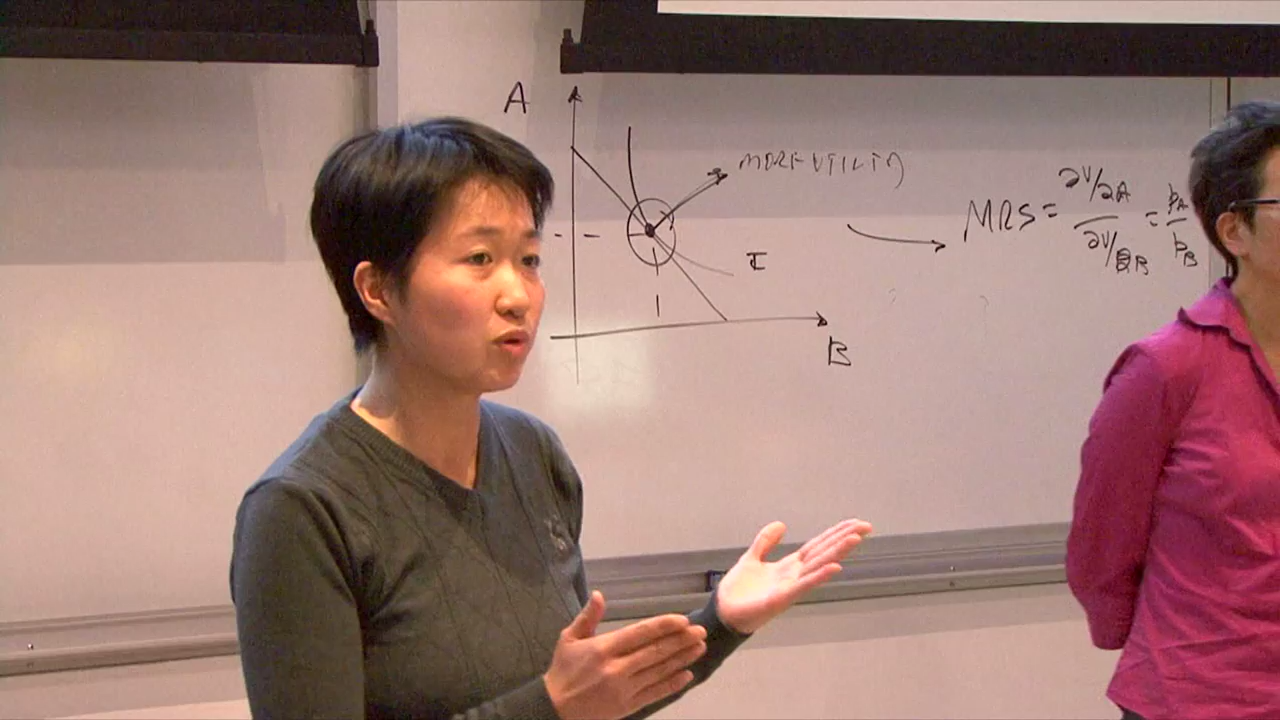 A
MORE UTILITY
MRS = ∂U/∂A / ∂U/∂B = PA / PB
I
B